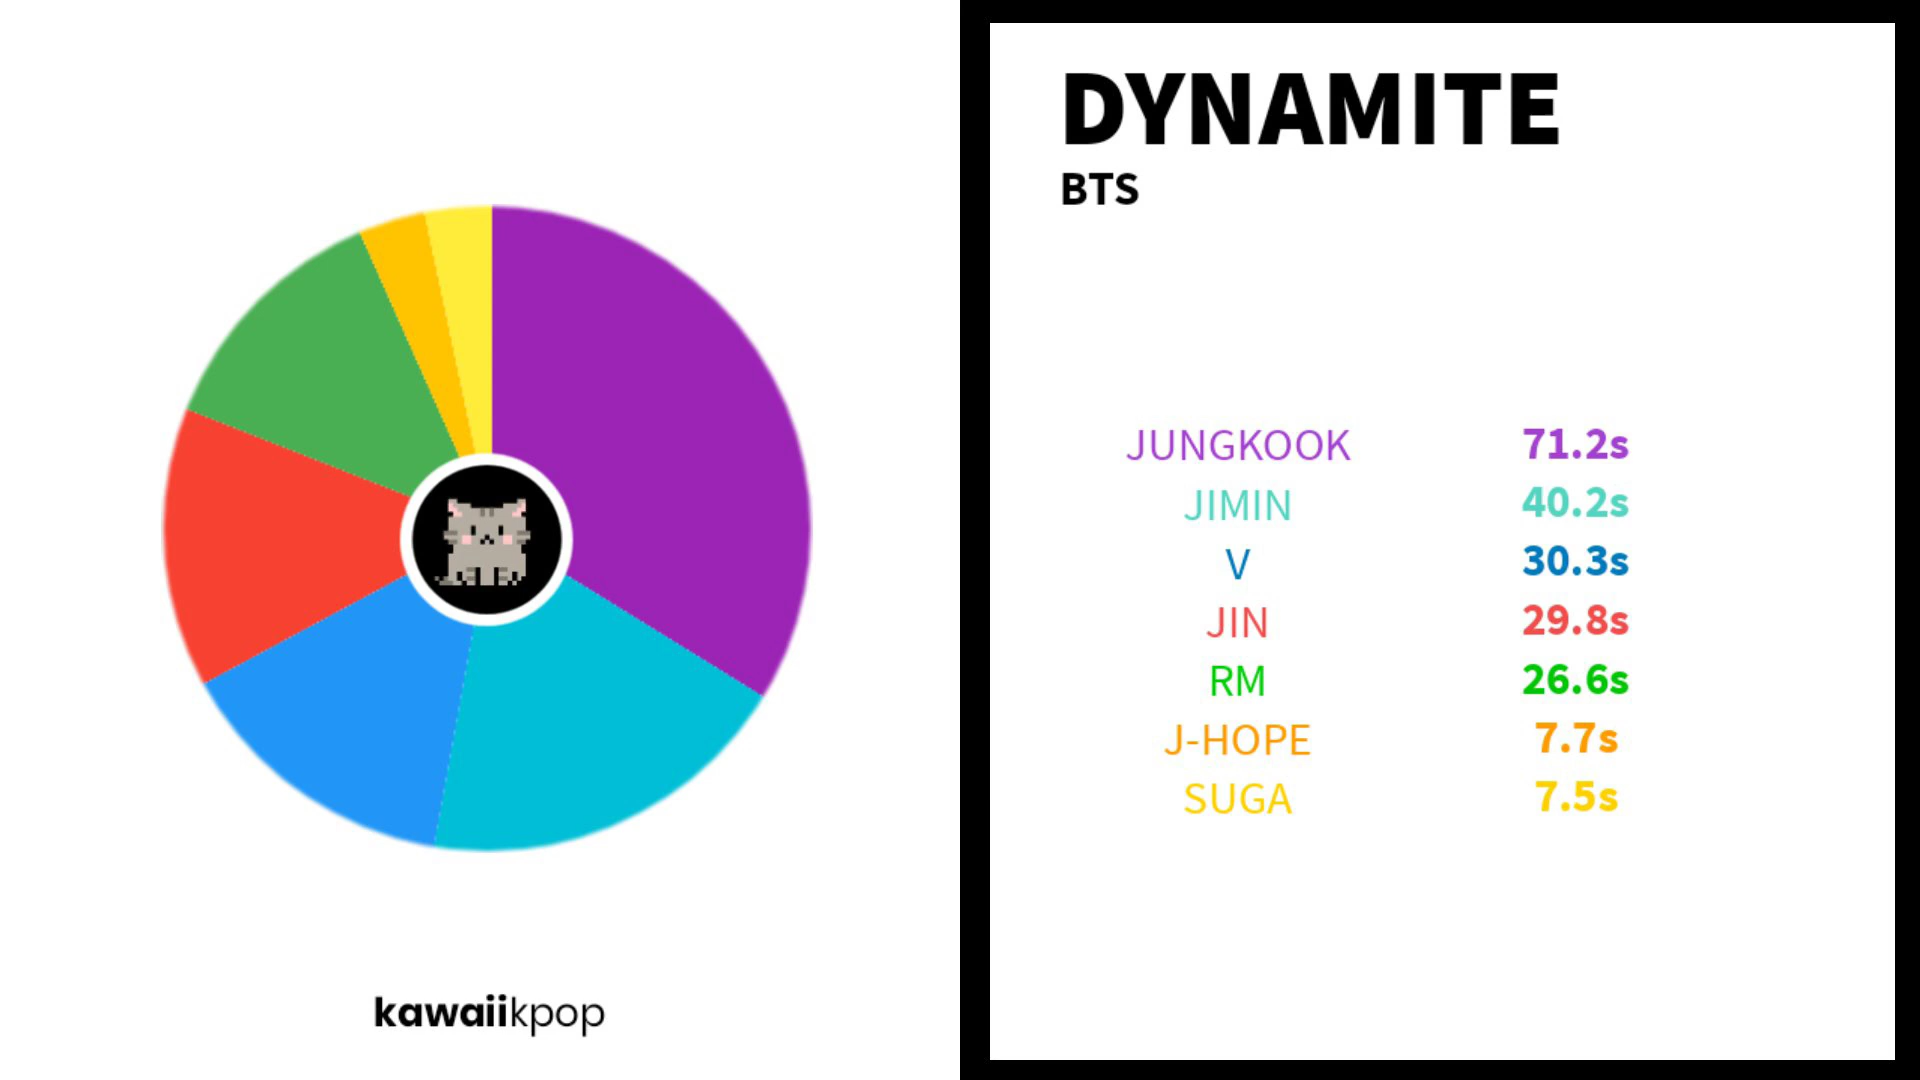 DYNAMITE
BTS
JUNGKOOK 71.2s
JIMIN 40.2s
V 30.3s
JIN 29.8s
RM 26.6s
J-HOPE 7.7s
SUGA 7.5s
kawaiikpop